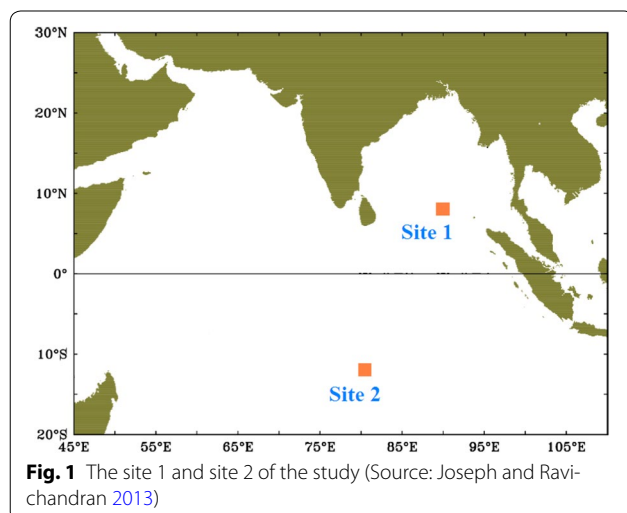 30°N
20°N
10°N
Site 1
0°
10°S
Site 2
20°S
45°E 55°E 65°E 75°E 85°E 95°E 105°E
Fig. 1 The site 1 and site 2 of the study (Source: Joseph and Ravi-
chandran 2013)